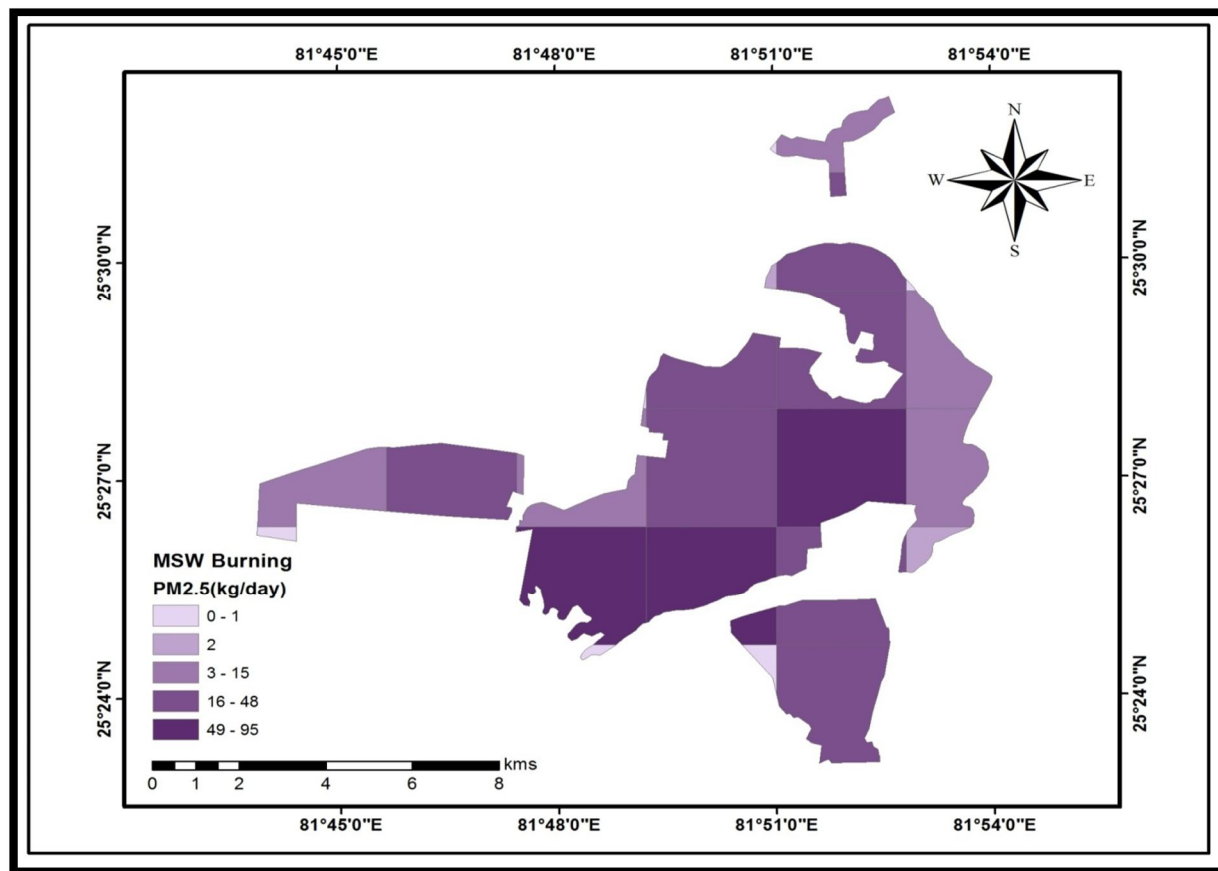 81°45'0"E 81°48'0"E 81°51'0"E 81°54'0"E
N
W E
S
25°30'0"N 25°30'0"N
25°27'0"N 25°27'0"N
25°24'0"N 25°24'0"N
MSW Burning
PM2.5(kg/day)
0 - 1
2
3 - 15
16 - 48
49 - 95
kms
0 1 2 4 6 8
81°45'0"E 81°48'0"E 81°51'0"E 81°54'0"E